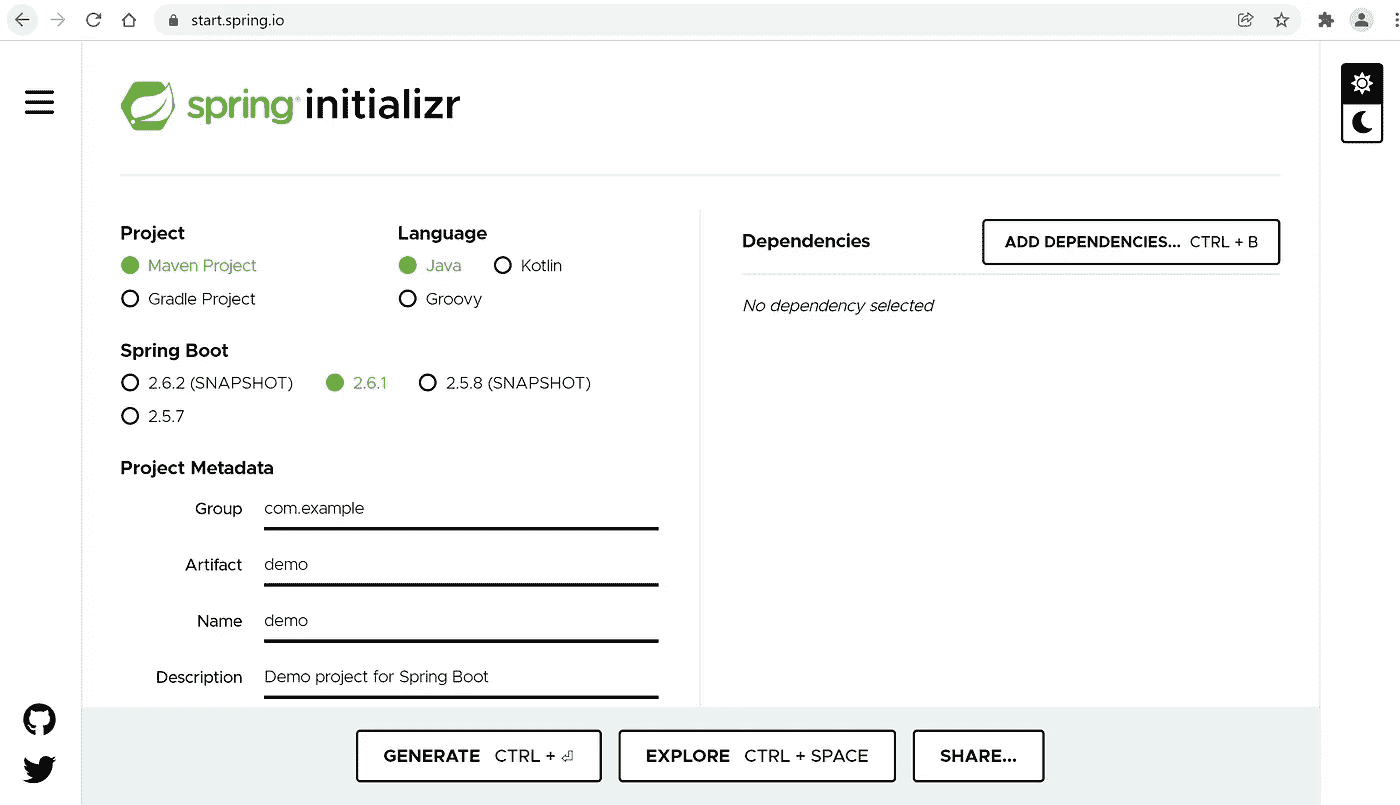 start.spring.io
spring initializr
Project
Maven Project
Gradle Project
Language
Java Kotlin
Groovy
Spring Boot
2.6.2 (SNAPSHOT) 2.6.1 2.5.8 (SNAPSHOT)
2.5.7
Project Metadata
Group com.example
Artifact demo
Name demo
Description Demo project for Spring Boot
Dependencies
ADD DEPENDENCIES... CTRL + B
No dependency selected
GENERATE CTRL + ⏎
EXPLORE CTRL + SPACE
SHARE...